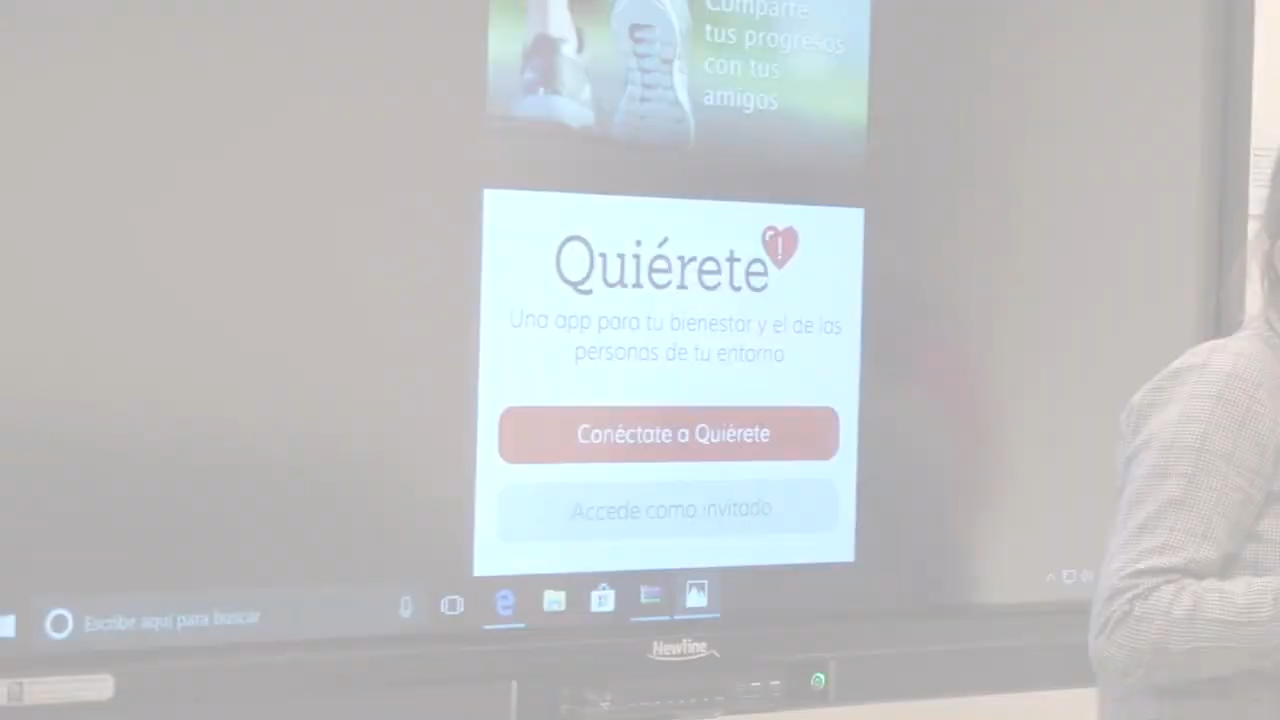 Comparte
tus progresos
con tus
amigos
Quiérete
Una app para tu bienestar y el de las
personas de tu entorno
Conéctate a Quiérete
Accede como invitado
Escribe aquí para buscar
Newline